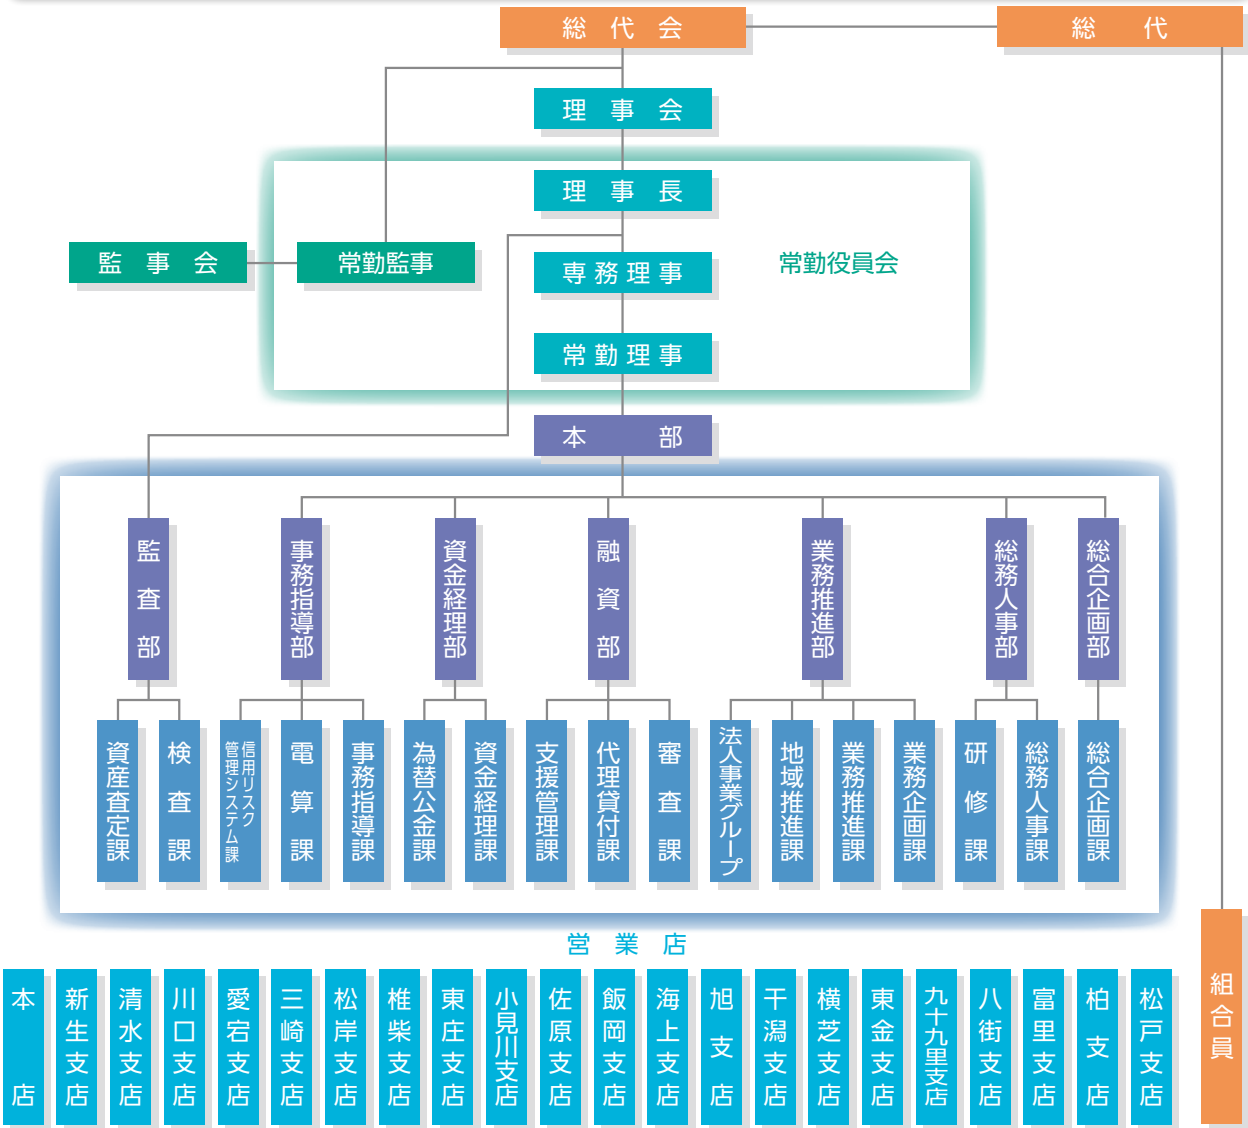 総代会
総代
理事会
理事長
監事会
常勤監事
専務理事
常勤役員会
常勤理事
本部
監査部
事務指導部
資金経理部
融資部
業務推進部
総務人事部
総合企画部
資産査定課
検査課
信用リスク
管理システム課
電算課
事務指導課
為替公金課
資金経理課
支援管理課
代理貸付課
審査課
法人事業グループ
地域推進課
業務推進課
業務企画課
研修課
総務人事課
総合企画課
営業店
本店
新生支店
清水支店
川口支店
愛宕支店
三崎支店
松岸支店
椎柴支店
東庄支店
小見川支店
佐原支店
飯岡支店
海上支店
旭支店
干潟支店
横芝支店
東金支店
九十九里支店
八街支店
富里支店
柏支店
松戸支店
組合員